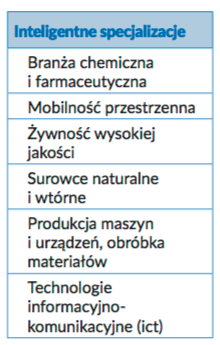 Inteligentne specjalizacje
Branża chemiczna
i farmaceutyczna
Mobilność przestrzenna
Żywność wysokiej
jakości
Surowce naturalne
i wtórne
Produkcja maszyn
i urządzeń, obróbka
materiałów
Technologie
informacyjno-
komunikacyjne (ict)